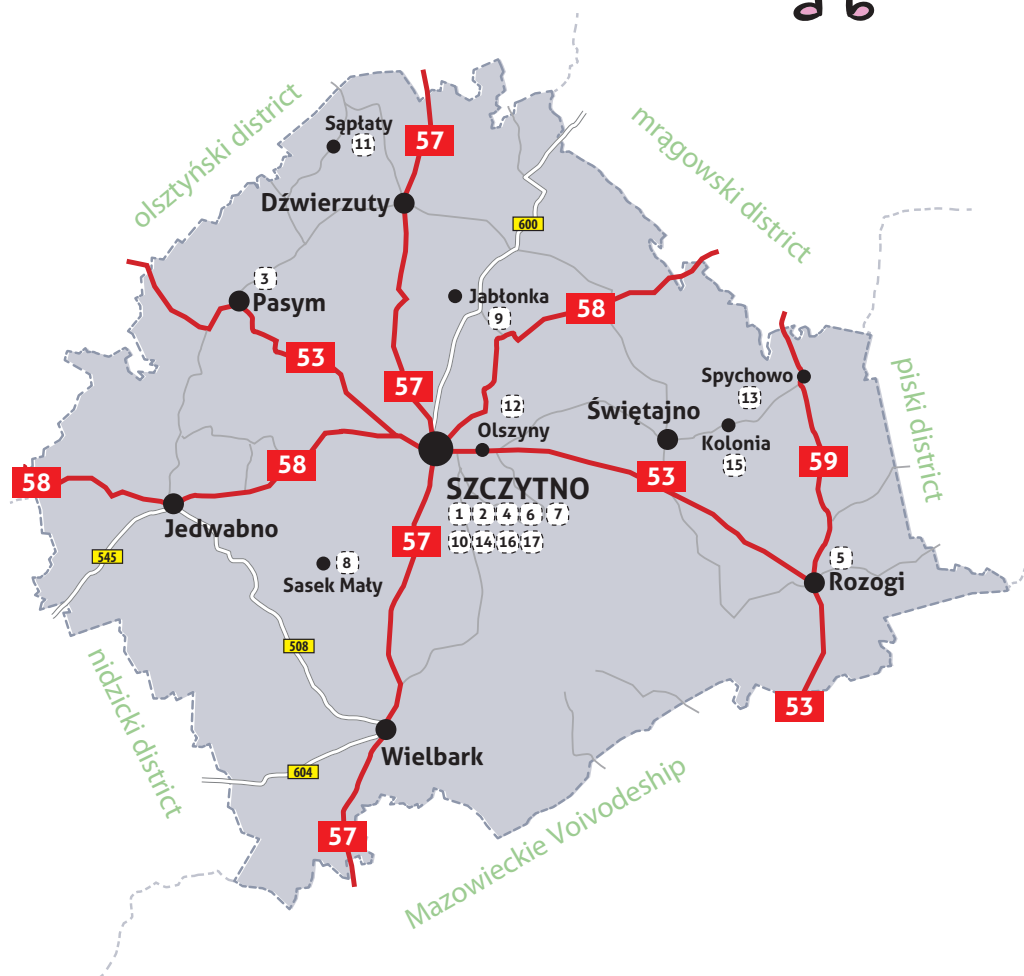 olsztyński district
mrągowski district
Sąpłaty
11
57
Dźwierzuty
600
3
Pasym
Jabłonka
9
58
53
57
Spychowo
13
12
Olszyny
Świętajno
Kolonia
15
piski district
58
58
53
59
SZCZYTNO
1 2 4 6 7
10 14 16 17
Jedwabno
57
545
8
Sasek Mały
5
Rozogi
508
nidzicki district
53
Wielbark
604
57
Mazowieckie Voivodeship